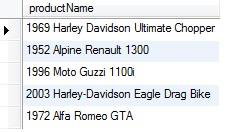 productName
1969 Harley Davidson Ultimate Chopper
1952 Alpine Renault 1300
1996 Moto Guzzi 1100i
2003 Harley-Davidson Eagle Drag Bike
1972 Alfa Romeo GTA